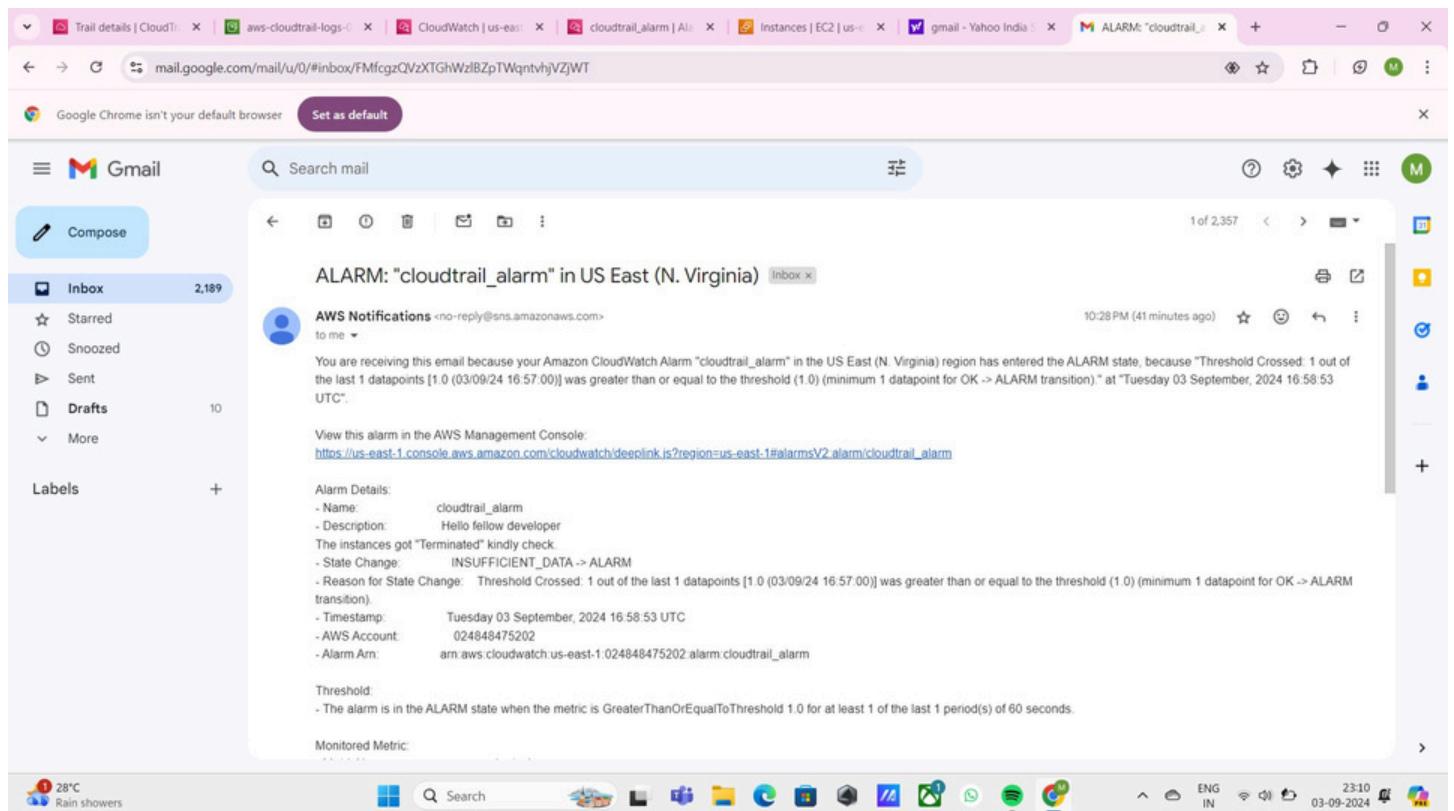 Trail details | CloudTr
aws-cloudtrail-logs-0
CloudWatch | us-east
cloudtrail_alarm | Ala
Instances | EC2 | us-e
gmail - Yahoo India S
ALARM: "cloudtrail_a
mail.google.com/mail/u/0/#inbox/FMfcgzQVzXTGhWzlBZpTWqntvhjVZjWT
M
Google Chrome isn't your default browser
Set as default
Gmail
Search mail
M
Compose
1 of 2,357
31
Inbox 2,189
Starred
Snoozed
Sent
Drafts 10
More
Labels
ALARM: "cloudtrail_alarm" in US East (N. Virginia) Inbox x
AWS Notifications <no-reply@sns.amazonaws.com>
10:28 PM (41 minutes ago)
to me
You are receiving this email because your Amazon CloudWatch Alarm "cloudtrail_alarm" in the US East (N. Virginia) region has entered the ALARM state, because "Threshold Crossed: 1 out of
the last 1 datapoints [1.0 (03/09/24 16:57:00)] was greater than or equal to the threshold (1.0) (minimum 1 datapoint for OK -> ALARM transition)." at "Tuesday 03 September, 2024 16:58:53
UTC".
View this alarm in the AWS Management Console:
https://us-east-1.console.aws.amazon.com/cloudwatch/deeplink.js?region=us-east-1#alarmsV2:alarm/cloudtrail_alarm
Alarm Details:
- Name: cloudtrail_alarm
- Description: Hello fellow developer
The instances got "Terminated" kindly check.
- State Change: INSUFFICIENT_DATA -> ALARM
- Reason for State Change: Threshold Crossed: 1 out of the last 1 datapoints [1.0 (03/09/24 16:57:00)] was greater than or equal to the threshold (1.0) (minimum 1 datapoint for OK -> ALARM
transition).
- Timestamp: Tuesday 03 September, 2024 16:58:53 UTC
- AWS Account: 024848475202
- Alarm Arn: arn:aws:cloudwatch:us-east-1:024848475202:alarm:cloudtrail_alarm
Threshold:
- The alarm is in the ALARM state when the metric is GreaterThanOrEqualToThreshold 1.0 for at least 1 of the last 1 period(s) of 60 seconds.
Monitored Metric:
1
28°C
Rain showers
Search
ENG
IN
23:10
03-09-2024